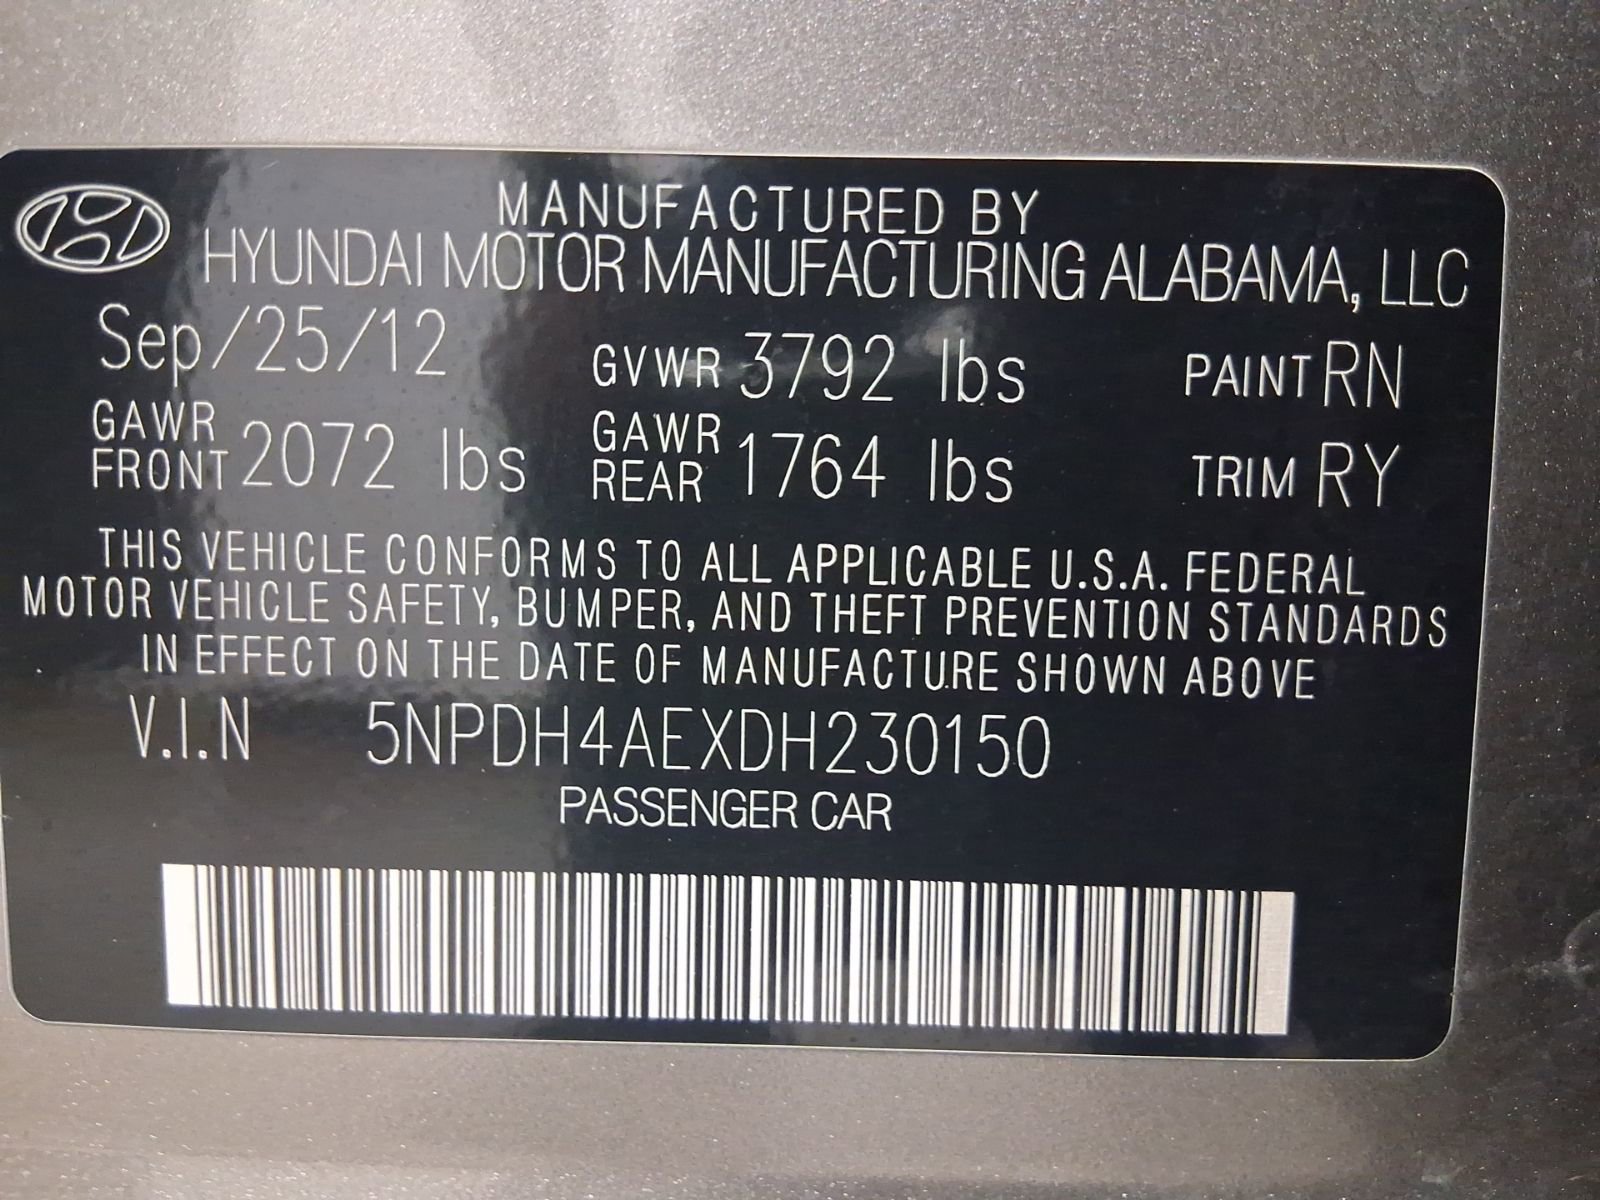 MANUFACTURED BY
HYUNDAI MOTOR MANUFACTURING ALABAMA, LLC
Sep/25/12 GVWR 3792 lbs PAINT RN
GAWR FRONT 2072 lbs GAWR REAR 1764 lbs TRIM RY
THIS VEHICLE CONFORMS TO ALL APPLICABLE U.S.A. FEDERAL
MOTOR VEHICLE SAFETY, BUMPER, AND THEFT PREVENTION STANDARDS
IN EFFECT ON THE DATE OF MANUFACTURE SHOWN ABOVE
V.I.N 5NPDH4AEXDH230150
PASSENGER CAR